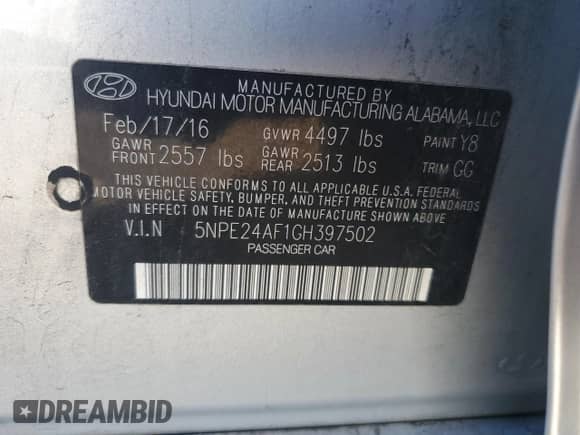 MANUFACTURED BY
HYUNDAI MOTOR MANUFACTURING ALABAMA, LLC
Feb/17/16 GVWR 4497 lbs PAINT Y8
GAWR FRONT 2557 lbs GAWR REAR 2513 lbs TRIM GG
THIS VEHICLE CONFORMS TO ALL APPLICABLE U.S.A. FEDERAL
MOTOR VEHICLE SAFETY, BUMPER, AND THEFT PREVENTION STANDARDS
IN EFFECT ON THE DATE OF MANUFACTURE SHOWN ABOVE
V.I.N 5NPE24AF1GH397502
PASSENGER CAR
DREAMBID